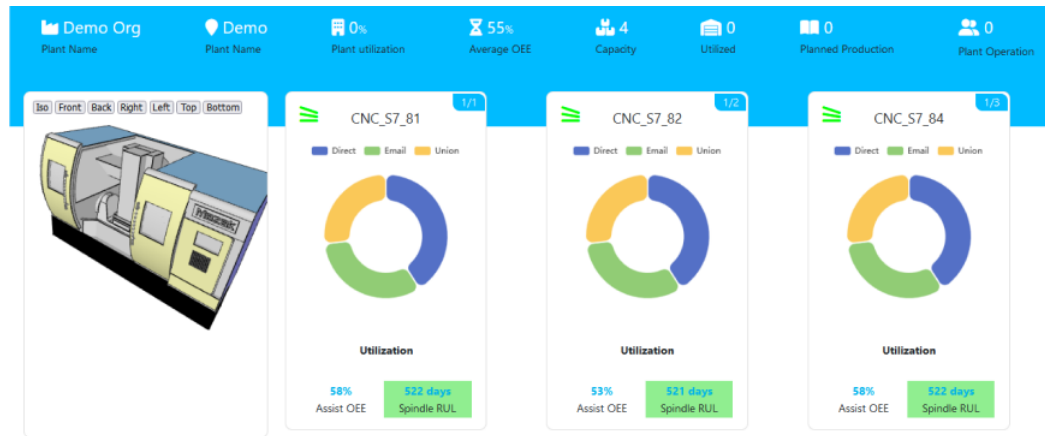 Demo Org
Plant Name
Demo
Plant Name
0%
Plant utilization
55%
Average OEE
4
Capacity
0
Utilized
0
Planned Production
0
Plant Operation
Iso Front Back Right Left Top Bottom
Mazak
1/1
CNC_S7_81
Direct Email Union
Utilization
58%
Assist OEE
522 days
Spindle RUL
1/2
CNC_S7_82
Direct Email Union
Utilization
53%
Assist OEE
521 days
Spindle RUL
1/3
CNC_S7_84
Direct Email Union
Utilization
58%
Assist OEE
522 days
Spindle RUL